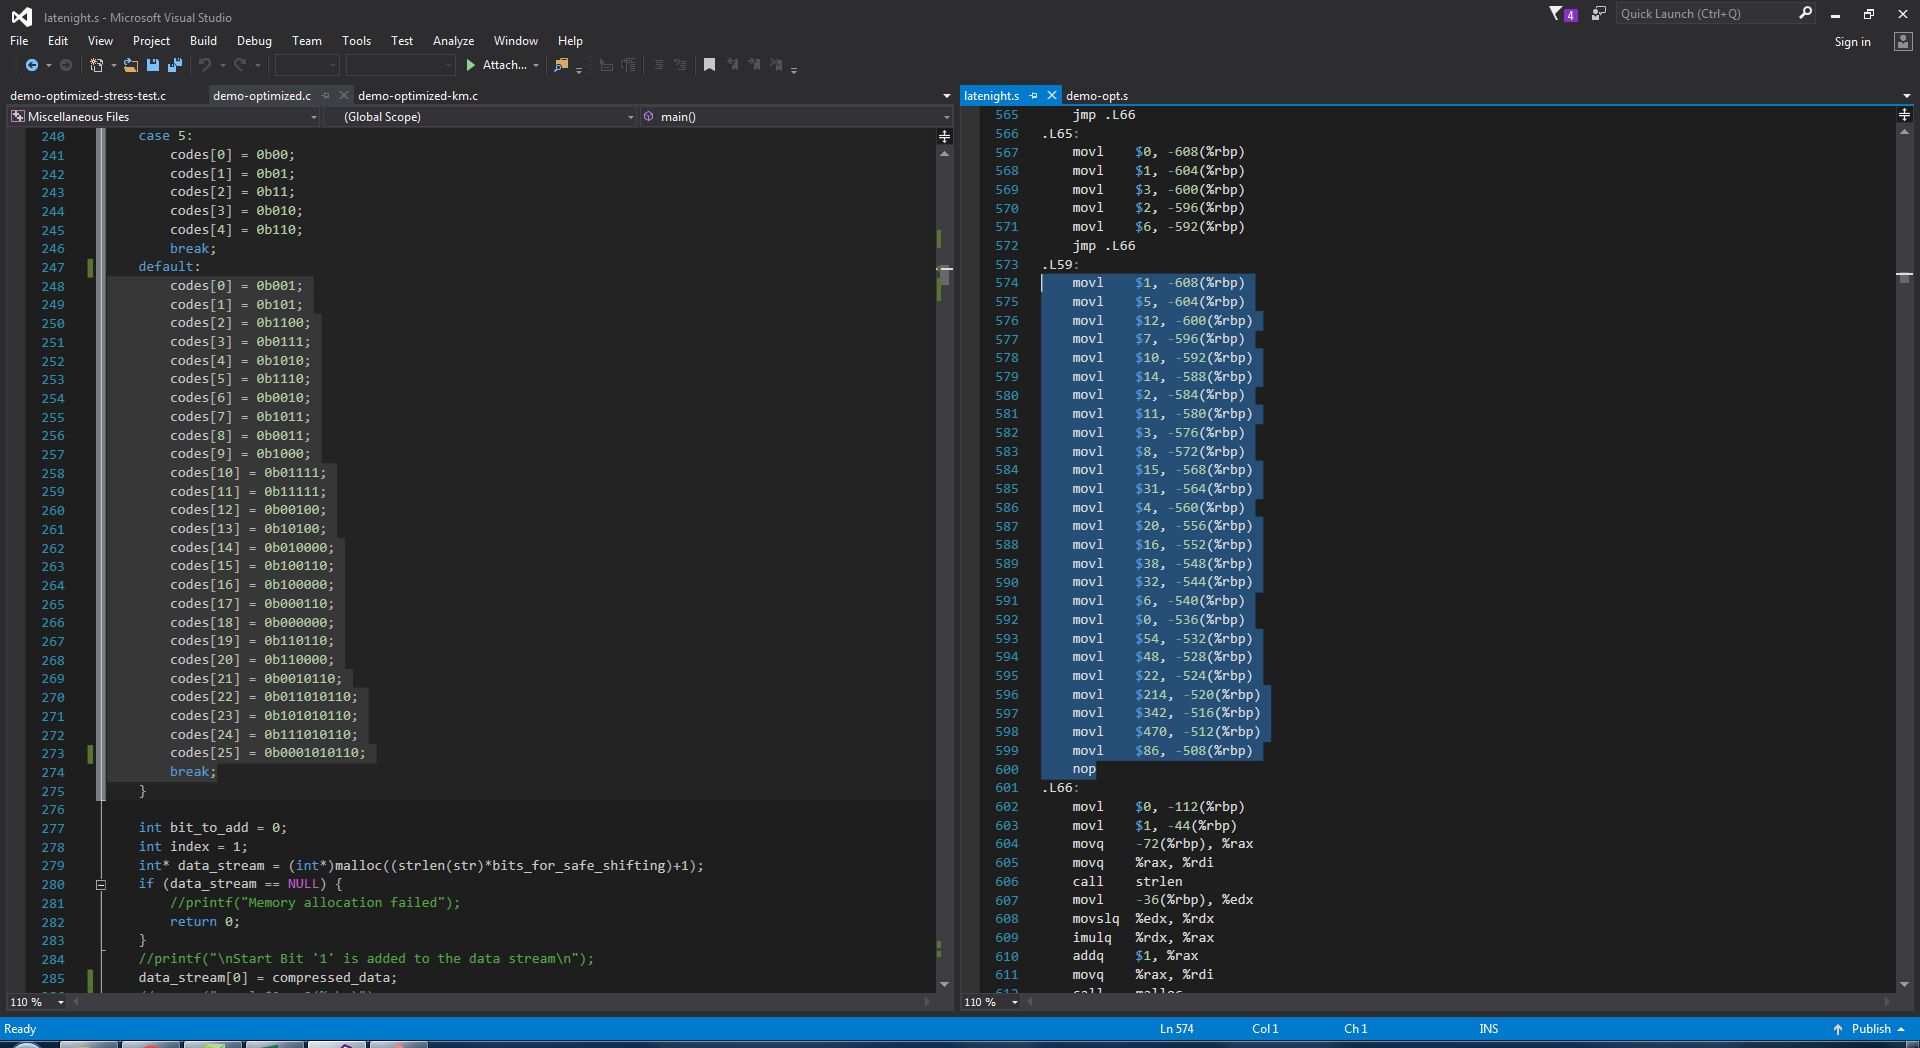 latenight.s - Microsoft Visual Studio
4
Quick Launch (Ctrl+Q)
File Edit View Project Build Debug Team Tools Test Analyze Window Help
Sign in
Attach...
demo-optimized-stress-test.c demo-optimized.c demo-optimized-km.c
Miscellaneous Files (Global Scope) main()
240 case 5:
241 codes[0] = 0b00;
242 codes[1] = 0b01;
243 codes[2] = 0b11;
244 codes[3] = 0b010;
245 codes[4] = 0b110;
246 break;
247 default:
248 codes[0] = 0b001;
249 codes[1] = 0b101;
250 codes[2] = 0b1100;
251 codes[3] = 0b0111;
252 codes[4] = 0b1010;
253 codes[5] = 0b1110;
254 codes[6] = 0b0010;
255 codes[7] = 0b1011;
256 codes[8] = 0b0011;
257 codes[9] = 0b1000;
258 codes[10] = 0b01111;
259 codes[11] = 0b11111;
260 codes[12] = 0b00100;
261 codes[13] = 0b10100;
262 codes[14] = 0b010000;
263 codes[15] = 0b100110;
264 codes[16] = 0b100000;
265 codes[17] = 0b000110;
266 codes[18] = 0b000000;
267 codes[19] = 0b110110;
268 codes[20] = 0b110000;
269 codes[21] = 0b0010110;
270 codes[22] = 0b011010110;
271 codes[23] = 0b101010110;
272 codes[24] = 0b111010110;
273 codes[25] = 0b0001010110;
274 break;
275 }
276
277 int bit_to_add = 0;
278 int index = 1;
279 int* data_stream = (int*)malloc((strlen(str)*bits_for_safe_shifting)+1);
280 if (data_stream == NULL) {
281 //printf("Memory allocation failed");
282 return 0;
283 }
284 //printf("\nStart Bit '1' is added to the data stream\n");
285 data_stream[0] = compressed_data;
110 %
latenight.s demo-opt.s
565 jmp .L66
566 .L65:
567 movl $0, -608(%rbp)
568 movl $1, -604(%rbp)
569 movl $3, -600(%rbp)
570 movl $2, -596(%rbp)
571 movl $6, -592(%rbp)
572 jmp .L66
573 .L59:
574 movl $1, -608(%rbp)
575 movl $5, -604(%rbp)
576 movl $12, -600(%rbp)
577 movl $7, -596(%rbp)
578 movl $10, -592(%rbp)
579 movl $14, -588(%rbp)
580 movl $2, -584(%rbp)
581 movl $11, -580(%rbp)
582 movl $3, -576(%rbp)
583 movl $8, -572(%rbp)
584 movl $15, -568(%rbp)
585 movl $31, -564(%rbp)
586 movl $4, -560(%rbp)
587 movl $20, -556(%rbp)
588 movl $16, -552(%rbp)
589 movl $38, -548(%rbp)
590 movl $32, -544(%rbp)
591 movl $6, -540(%rbp)
592 movl $0, -536(%rbp)
593 movl $54, -532(%rbp)
594 movl $48, -528(%rbp)
595 movl $22, -524(%rbp)
596 movl $214, -520(%rbp)
597 movl $342, -516(%rbp)
598 movl $470, -512(%rbp)
599 movl $86, -508(%rbp)
600 nop
601 .L66:
602 movl $0, -112(%rbp)
603 movl $1, -44(%rbp)
604 movq -72(%rbp), %rax
605 movq %rax, %rdi
606 call strlen
607 movl -36(%rbp), %edx
608 movslq %edx, %rdx
609 imulq %rdx, %rax
610 addq $1, %rax
611 movq %rax, %rdi
612 call malloc
110 %
Ready Ln 574 Col 1 Ch 1 INS Publish